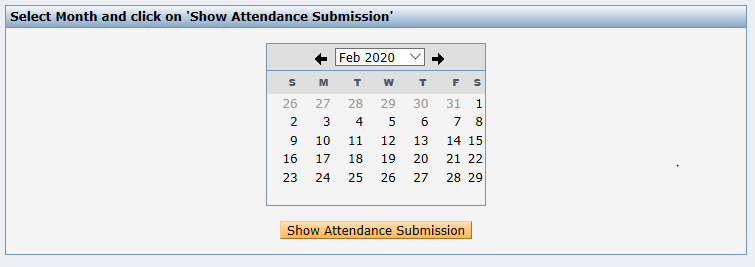 Select Month and click on 'Show Attendance Submission'
Feb 2020
S M T W T F S
26 27 28 29 30 31 1
2 3 4 5 6 7 8
9 10 11 12 13 14 15
16 17 18 19 20 21 22
23 24 25 26 27 28 29
Show Attendance Submission